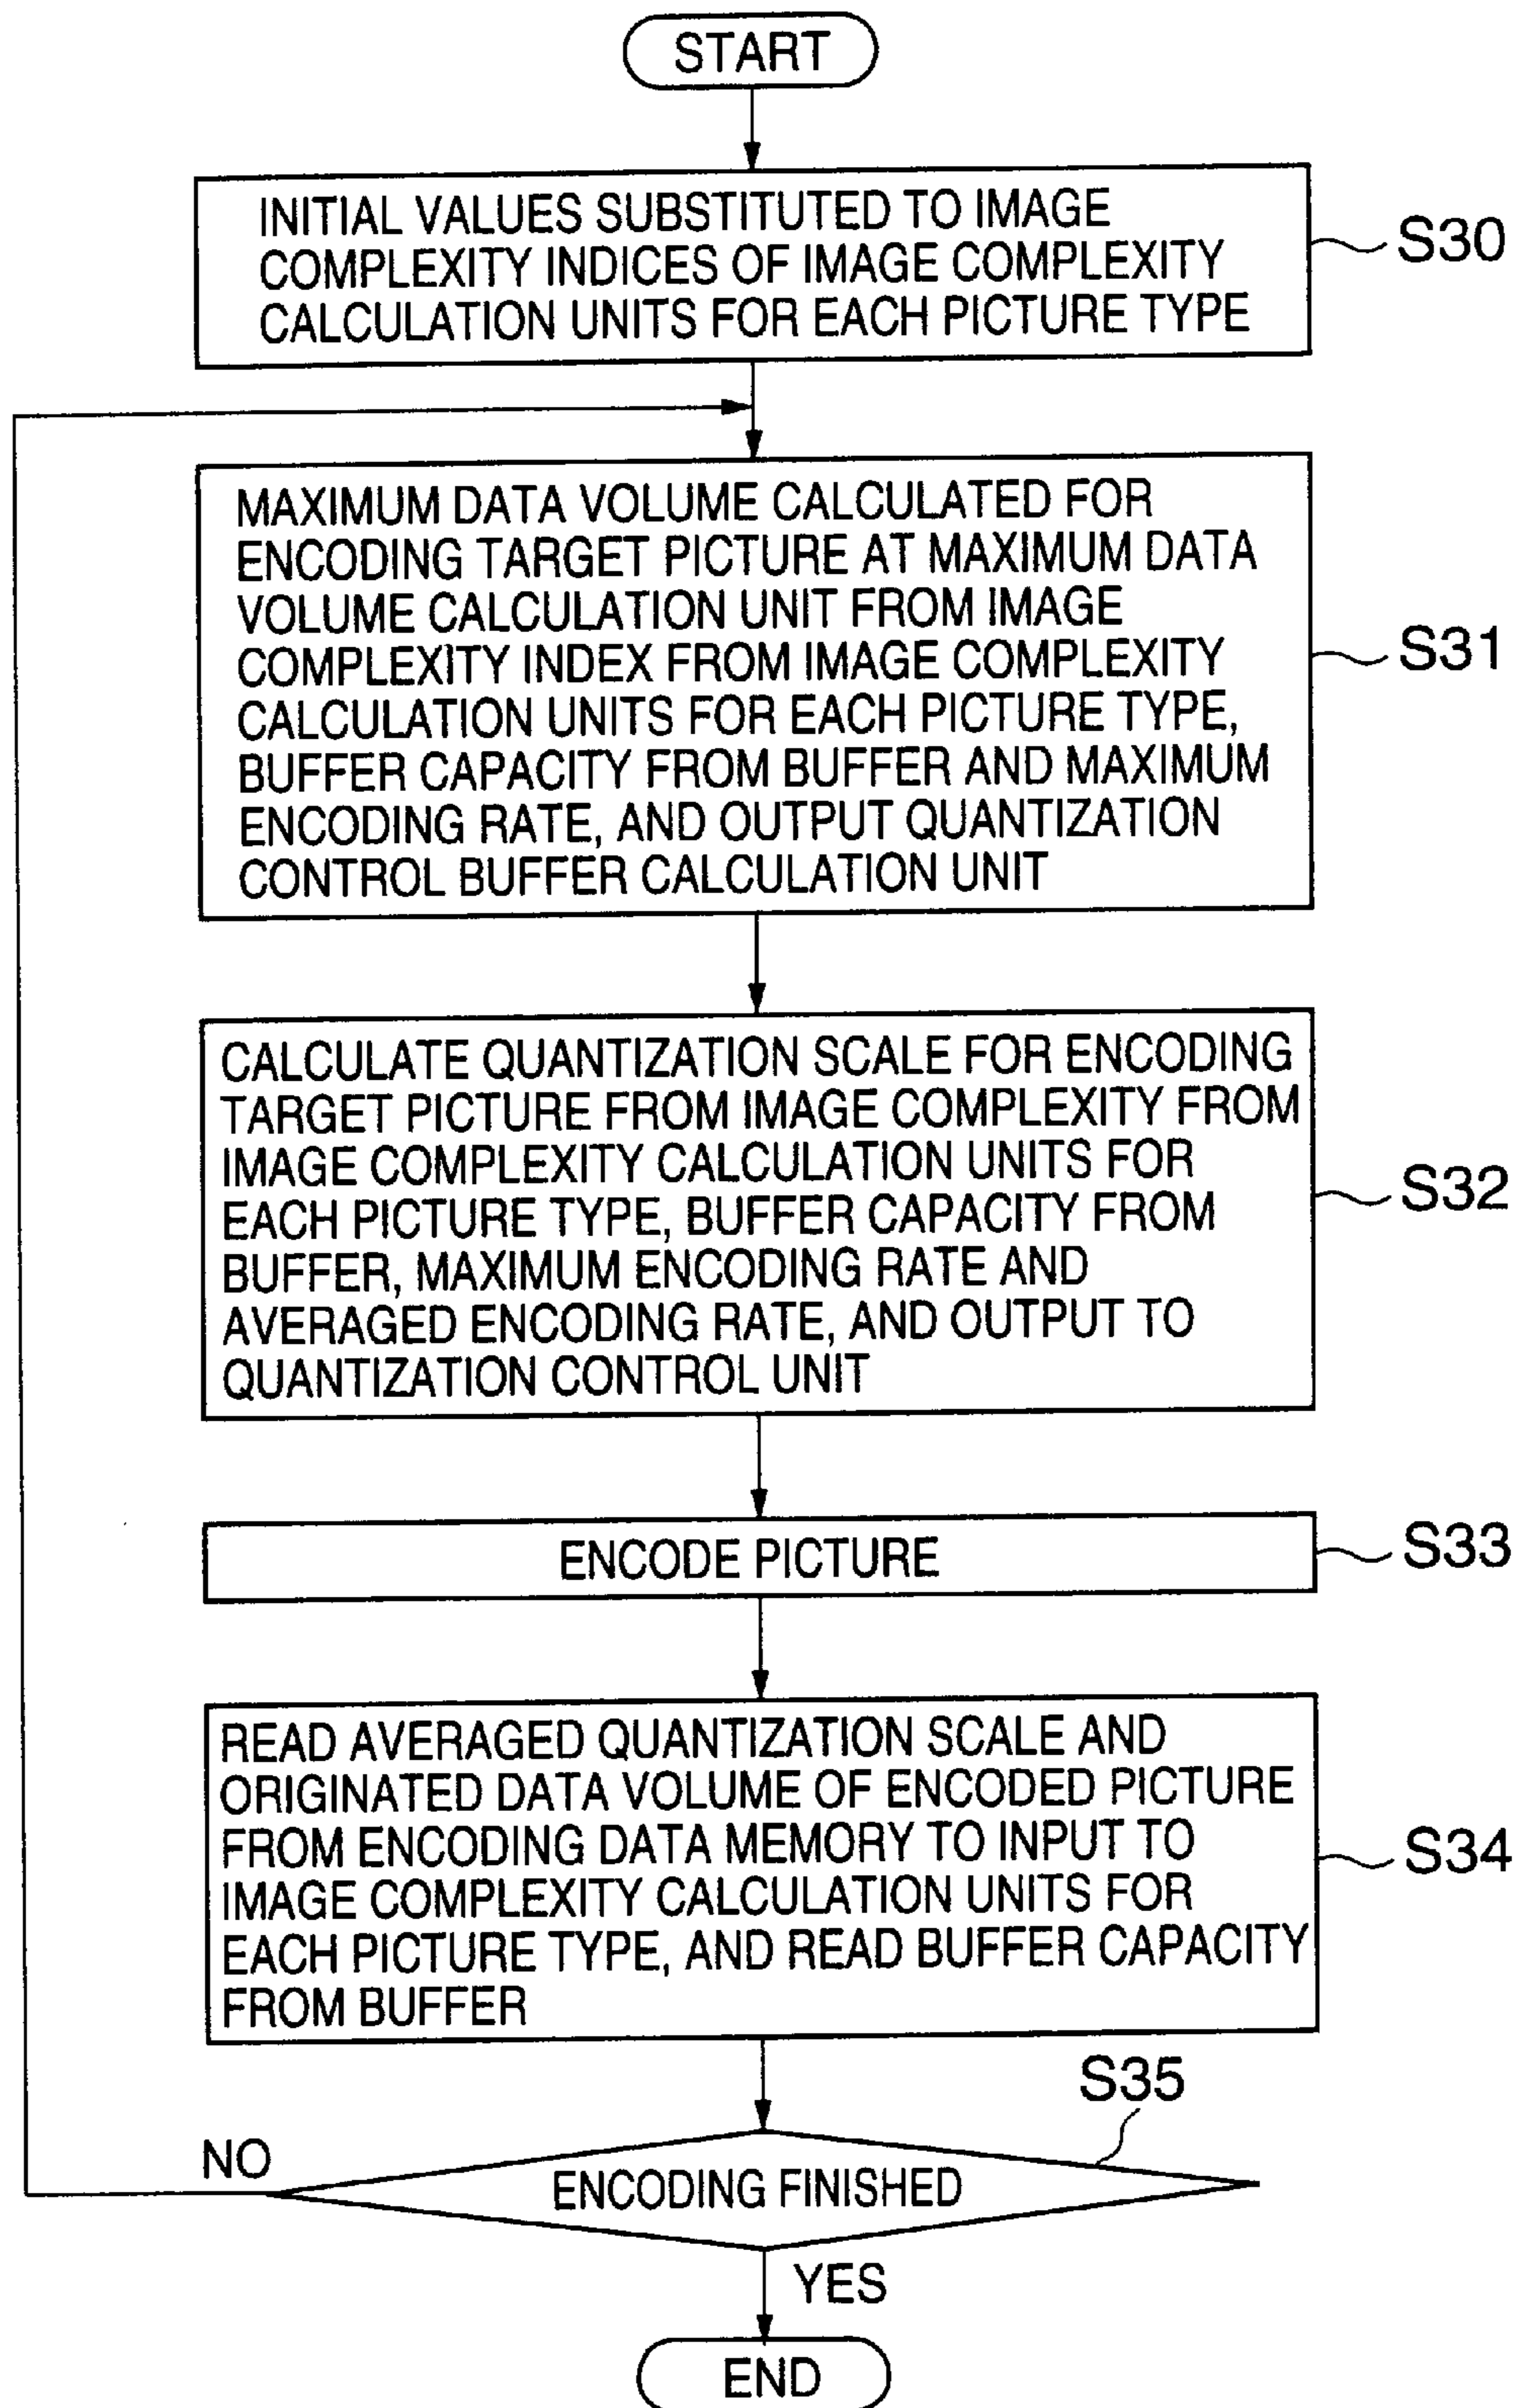 START
INITIAL VALUES SUBSTITUTED TO IMAGE
COMPLEXITY INDICES OF IMAGE COMPLEXITY
CALCULATION UNITS FOR EACH PICTURE TYPE
S30
MAXIMUM DATA VOLUME CALCULATED FOR
ENCODING TARGET PICTURE AT MAXIMUM DATA
VOLUME CALCULATION UNIT FROM IMAGE
COMPLEXITY INDEX FROM IMAGE COMPLEXITY
CALCULATION UNITS FOR EACH PICTURE TYPE,
BUFFER CAPACITY FROM BUFFER AND MAXIMUM
ENCODING RATE, AND OUTPUT QUANTIZATION
CONTROL BUFFER CALCULATION UNIT
S31
CALCULATE QUANTIZATION SCALE FOR ENCODING
TARGET PICTURE FROM IMAGE COMPLEXITY FROM
IMAGE COMPLEXITY CALCULATION UNITS FOR
EACH PICTURE TYPE, BUFFER CAPACITY FROM
BUFFER, MAXIMUM ENCODING RATE AND
AVERAGED ENCODING RATE, AND OUTPUT TO
QUANTIZATION CONTROL UNIT
S32
ENCODE PICTURE
S33
READ AVERAGED QUANTIZATION SCALE AND
ORIGINATED DATA VOLUME OF ENCODED PICTURE
FROM ENCODING DATA MEMORY TO INPUT TO
IMAGE COMPLEXITY CALCULATION UNITS FOR
EACH PICTURE TYPE, AND READ BUFFER CAPACITY
FROM BUFFER
S34
S35
NO
ENCODING FINISHED
YES
END